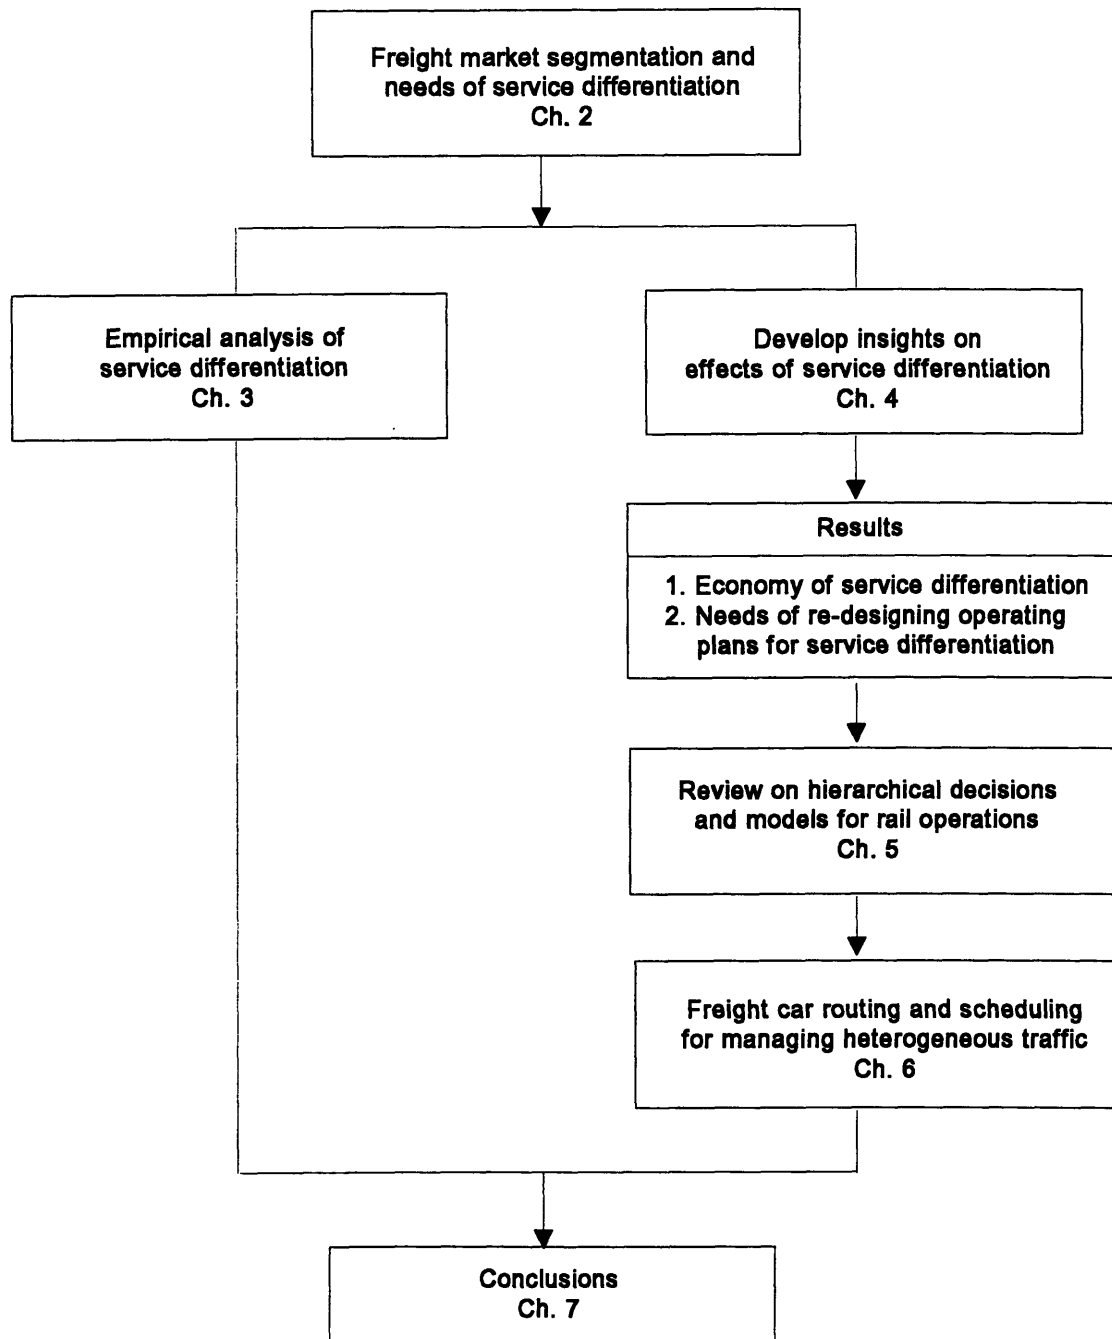 Freight market segmentation and
needs of service differentiation
Ch. 2
Empirical analysis of
service differentiation
Ch. 3
Develop insights on
effects of service differentiation
Ch. 4
Results
1. Economy of service differentiation
2. Needs of re-designing operating
plans for service differentiation
Review on hierarchical decisions
and models for rail operations
Ch. 5
Freight car routing and scheduling
for managing heterogeneous traffic
Ch. 6
Conclusions
Ch. 7